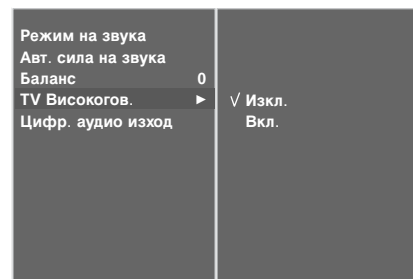 Режим на звука
Авт. сила на звука
Баланс 0
TV Високогов. ►
√ Изкл.
Цифр. аудио изход
Вкл.